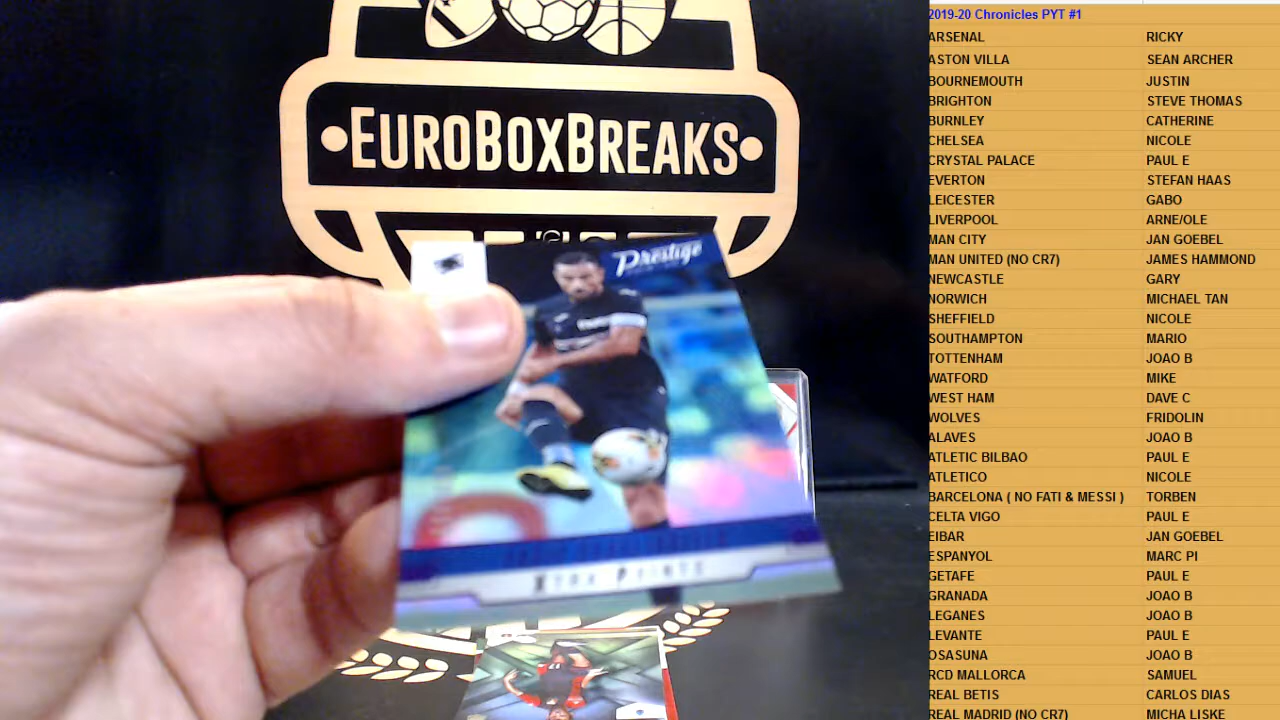 EUROBOXBREAKS
Prestige
XTRA POINTS
2019-20 Chronicles PYT #1
ARSENAL RICKY
ASTON VILLA SEAN ARCHER
BOURNEMOUTH JUSTIN
BRIGHTON STEVE THOMAS
BURNLEY CATHERINE
CHELSEA NICOLE
CRYSTAL PALACE PAUL E
EVERTON STEFAN HAAS
LEICESTER GABO
LIVERPOOL ARNE/OLE
MAN CITY JAN GOEBEL
MAN UNITED (NO CR7) JAMES HAMMOND
NEWCASTLE GARY
NORWICH MICHAEL TAN
SHEFFIELD NICOLE
SOUTHAMPTON MARIO
TOTTENHAM JOAO B
WATFORD MIKE
WEST HAM DAVE C
WOLVES FRIDOLIN
ALAVES JOAO B
ATLETIC BILBAO PAUL E
ATLETICO NICOLE
BARCELONA ( NO FATI & MESSI ) TORBEN
CELTA VIGO PAUL E
EIBAR JAN GOEBEL
ESPANYOL MARC PI
GETAFE PAUL E
GRANADA JOAO B
LEGANES JOAO B
LEVANTE PAUL E
OSASUNA JOAO B
RCD MALLORCA SAMUEL
REAL BETIS CARLOS DIAS
REAL MADRID (NO CR7) MICHA LISKE